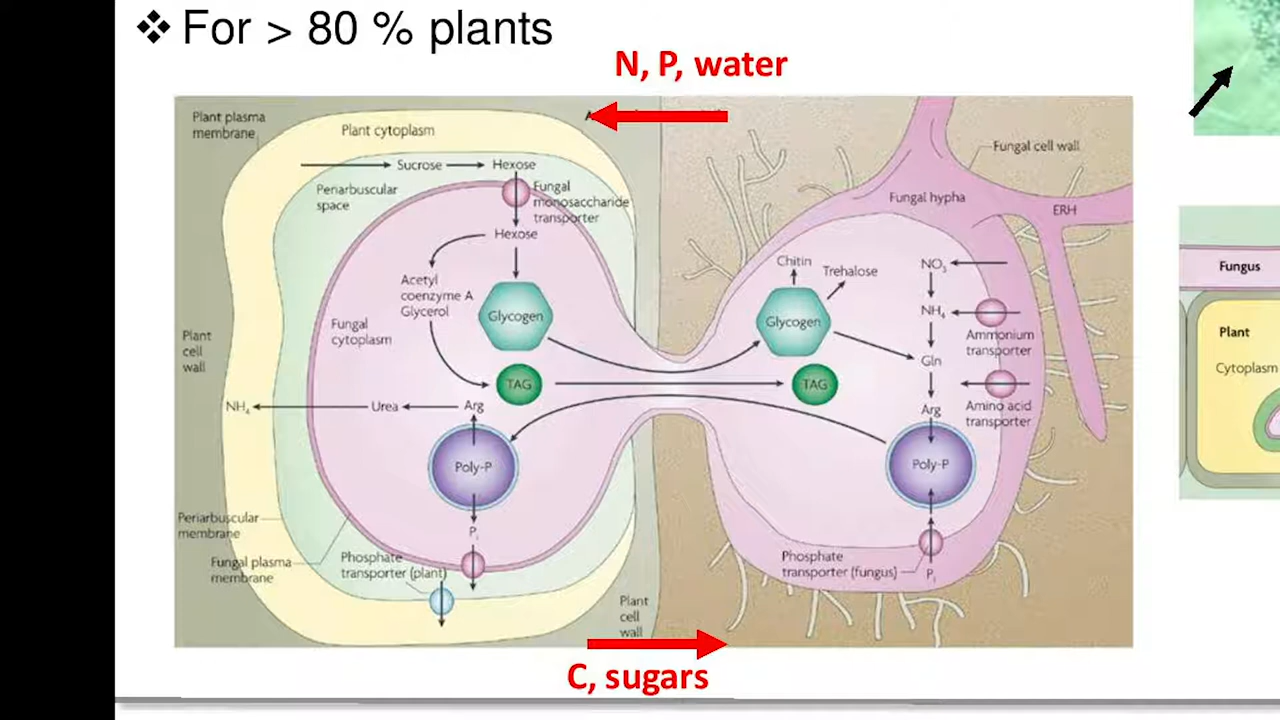 ❖ For > 80 % plants
N, P, water
Plant plasma
membrane
Plant cytoplasm
Sucrose
Hexose
Periarbuscular
space
Fungal
monosaccharide
transporter
Hexose
Acetyl
coenzyme A
Glycerol
Glycogen
Fungal
cytoplasm
Plant
cell
wall
TAG
NH4
Urea
Arg
Poly-P
Pi
Periarbuscular
membrane
Fungal plasma
membrane
Phosphate
transporter (plant)
Plant
cell
wall
Fungal cell wall
Fungal hypha
ERH
Chitin
Trehalose
Glycogen
NO3
NH4
Ammonium
transporter
Gln
TAG
Arg
Amino acid
transporter
Poly-P
Phosphate
transporter (fungus)
Pi
C, sugars
Fungus
Plant
Cytoplasm